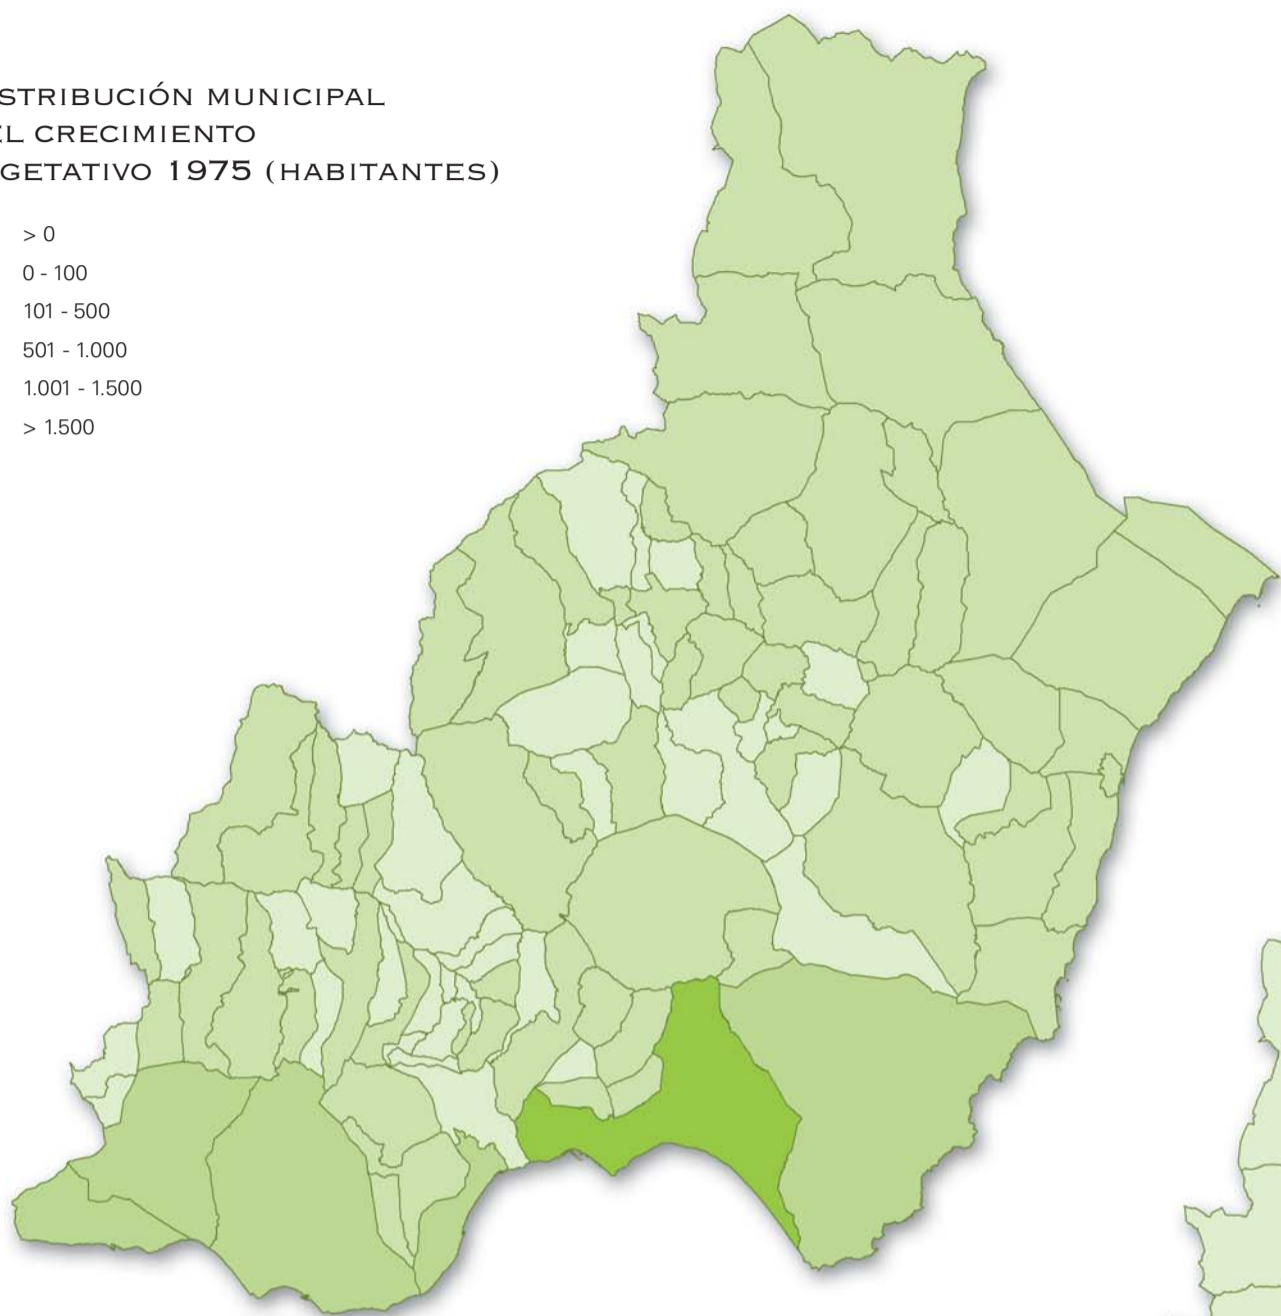 STRIBUCIÓN MUNICIPAL
EL CRECIMIENTO
GETATIVO 1975 (HABITANTES)
> 0
0 - 100
101 - 500
501 - 1.000
1.001 - 1.500
> 1.500